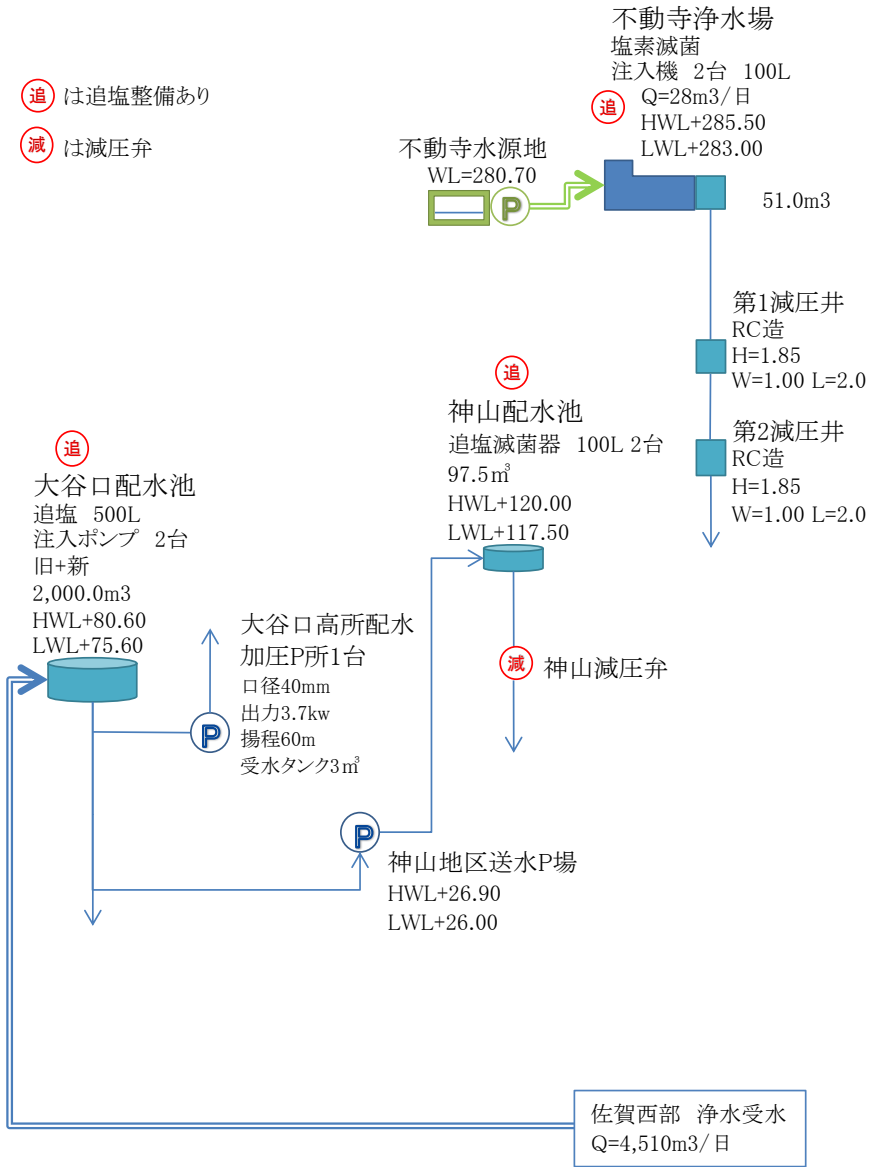 追 は追塩整備あり
減 は減圧弁
不動寺浄水場
塩素滅菌
注入機 2台 100L
追
Q=28m3/日
HWL+285.50
LWL+283.00
不動寺水源地
WL=280.70
P
51.0m3
第1減圧井
RC造
H=1.85
W=1.00 L=2.0
第2減圧井
RC造
H=1.85
W=1.00 L=2.0
追
神山配水池
追塩滅菌器 100L 2台
97.5㎥
HWL+120.00
LWL+117.50
減
神山減圧弁
追
大谷口配水池
追塩 500L
注入ポンプ 2台
旧+新
2,000.0m3
HWL+80.60
LWL+75.60
大谷口高所配水
加圧P所1台
口径40mm
出力3.7kw
揚程60m
受水タンク3㎥
P
P
神山地区送水P場
HWL+26.90
LWL+26.00
佐賀西部 浄水受水
Q=4,510m3/日